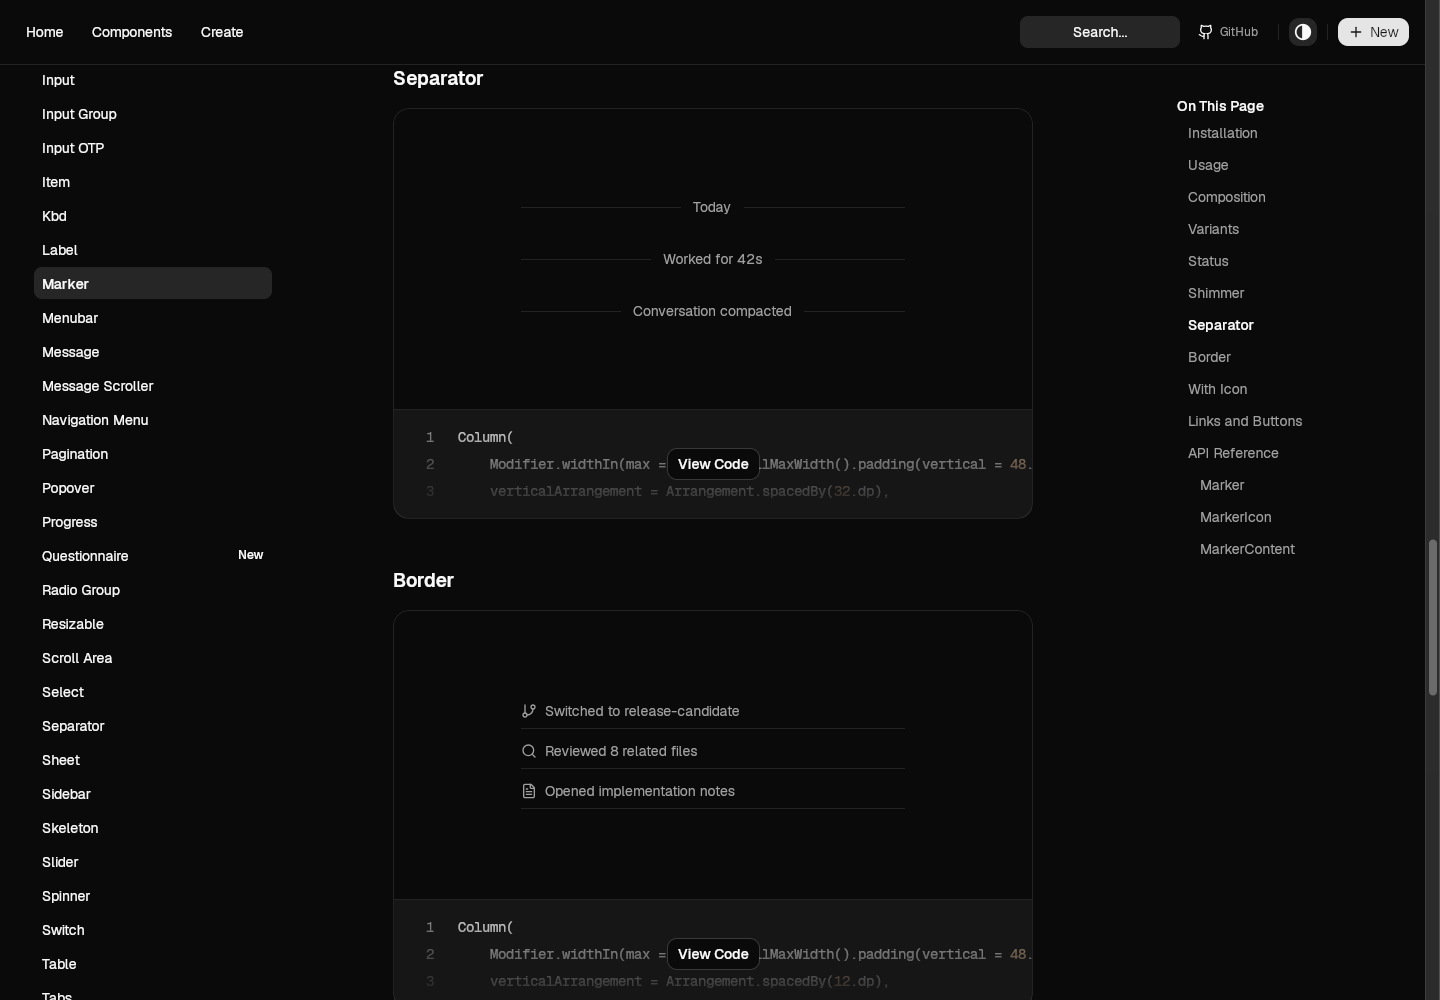 Home
Components
Create
Search...
GitHub
New
Input
Input Group
Input OTP
Item
Kbd
Label
Marker
Menubar
Message
Message Scroller
Navigation Menu
Pagination
Popover
Progress
Questionnaire
New
Radio Group
Resizable
Scroll Area
Select
Separator
Sheet
Sidebar
Skeleton
Slider
Spinner
Switch
Table
Tabs
Separator
Today
Worked for 42s
Conversation compacted
1 Column(
2 Modifier.widthIn(max = lMaxWidth().padding(vertical = 48.
View Code
3 verticalArrangement = Arrangement.spacedBy(32.dp),
Border
Switched to release-candidate
Reviewed 8 related files
Opened implementation notes
1 Column(
2 Modifier.widthIn(max = lMaxWidth().padding(vertical = 48.
View Code
3 verticalArrangement = Arrangement.spacedBy(12.dp),
On This Page
Installation
Usage
Composition
Variants
Status
Shimmer
Separator
Border
With Icon
Links and Buttons
API Reference
Marker
MarkerIcon
MarkerContent